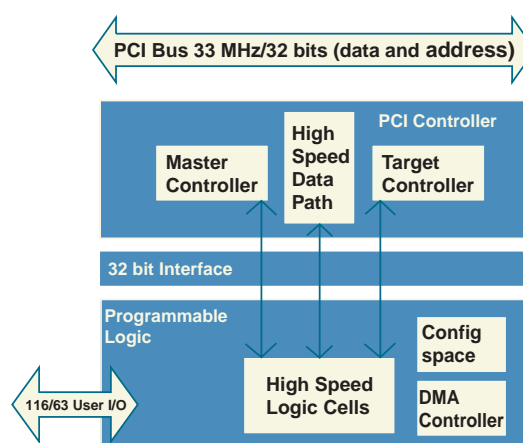 PCI Bus 33 MHz/32 bits (data and address)
PCI Controller
High
Speed
Data
Path
Master
Controller
Target
Controller
32 bit Interface
Programmable
Logic
Config
space
High Speed
Logic Cells
DMA
Controller
116/63 User I/O